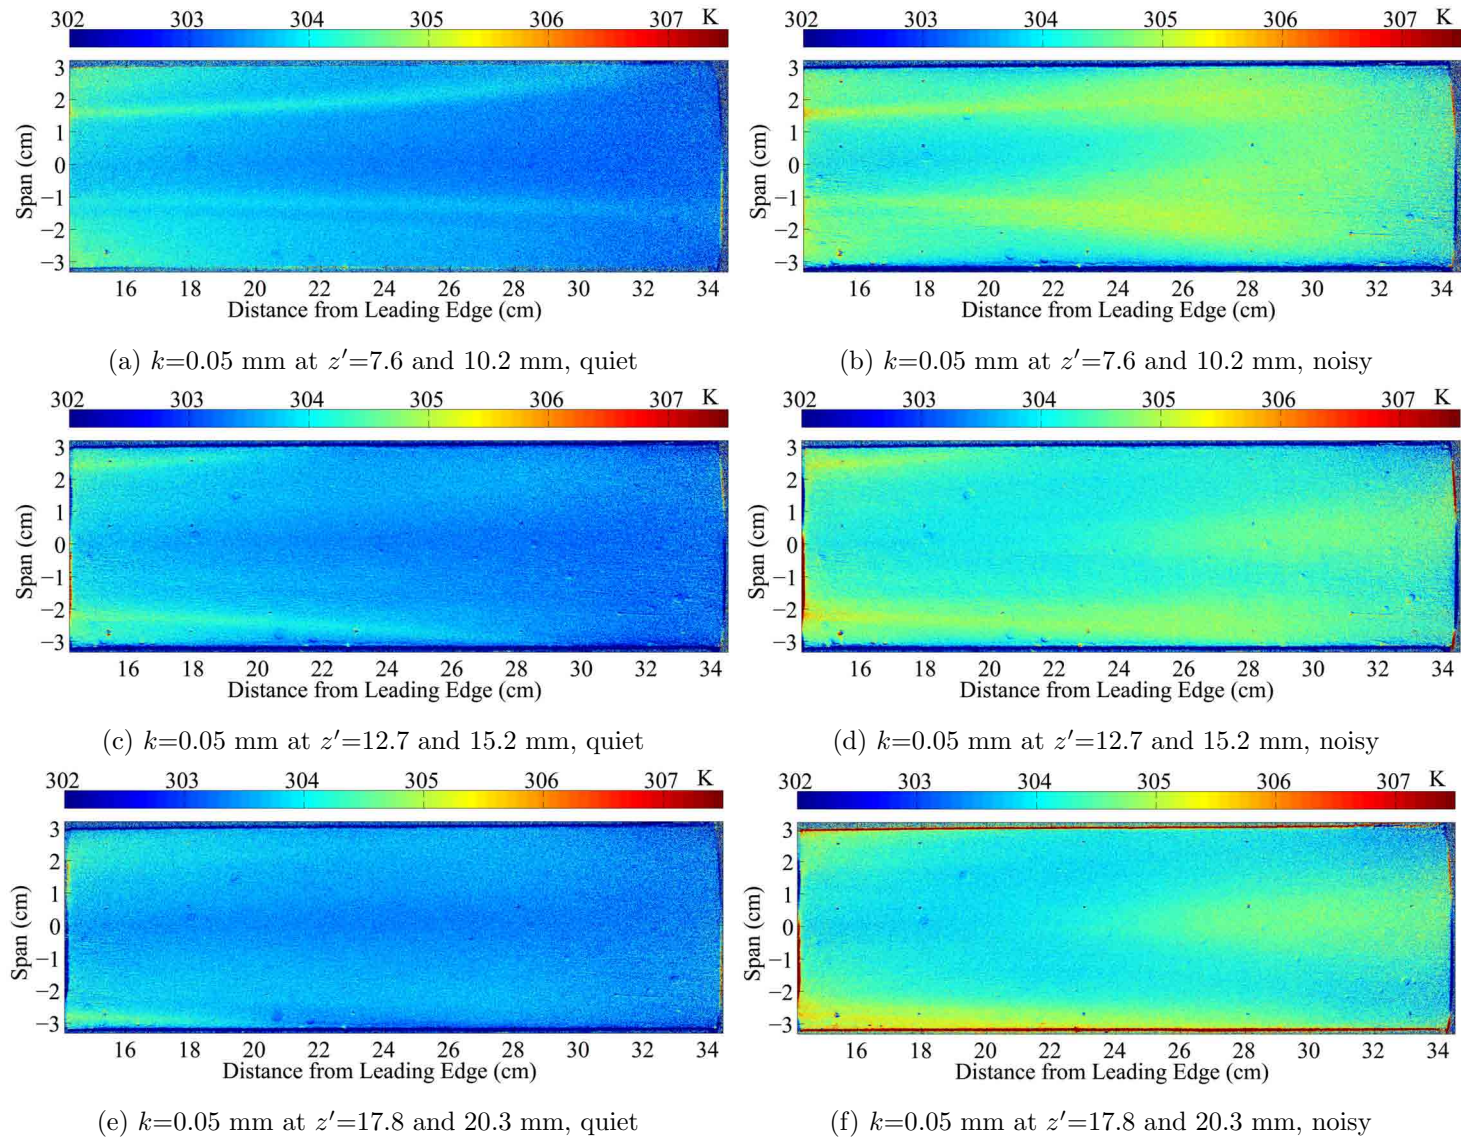 302 303 304 305 306 307 K
3
2
1
0
−1
−2
−3
Span (cm)
16 18 20 22 24 26 28 30 32 34
Distance from Leading Edge (cm)
(a) k=0.05 mm at z′=7.6 and 10.2 mm, quiet
302 303 304 305 306 307 K
3
2
1
0
−1
−2
−3
Span (cm)
16 18 20 22 24 26 28 30 32 34
Distance from Leading Edge (cm)
(b) k=0.05 mm at z′=7.6 and 10.2 mm, noisy
302 303 304 305 306 307 K
3
2
1
0
−1
−2
−3
Span (cm)
16 18 20 22 24 26 28 30 32 34
Distance from Leading Edge (cm)
(c) k=0.05 mm at z′=12.7 and 15.2 mm, quiet
302 303 304 305 306 307 K
3
2
1
0
−1
−2
−3
Span (cm)
16 18 20 22 24 26 28 30 32 34
Distance from Leading Edge (cm)
(d) k=0.05 mm at z′=12.7 and 15.2 mm, noisy
302 303 304 305 306 307 K
3
2
1
0
−1
−2
−3
Span (cm)
16 18 20 22 24 26 28 30 32 34
Distance from Leading Edge (cm)
(e) k=0.05 mm at z′=17.8 and 20.3 mm, quiet
302 303 304 305 306 307 K
3
2
1
0
−1
−2
−3
Span (cm)
16 18 20 22 24 26 28 30 32 34
Distance from Leading Edge (cm)
(f) k=0.05 mm at z′=17.8 and 20.3 mm, noisy